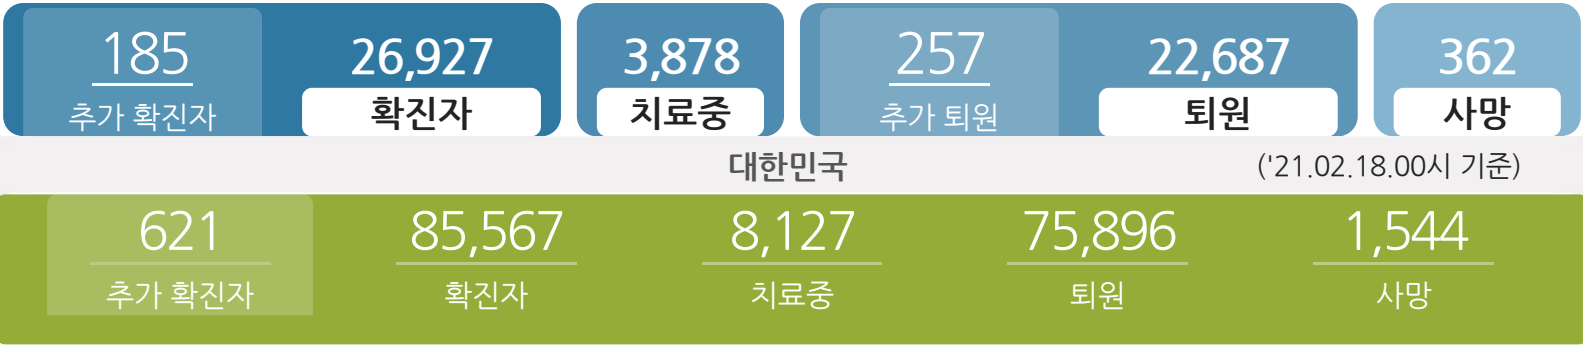 185 26,927 3,878 257 22,687 362
추가 확진자 확진자 치료중 추가 퇴원 퇴원 사망
대한민국 ('21.02.18.00시 기준)
621 85,567 8,127 75,896 1,544
추가 확진자 확진자 치료중 퇴원 사망